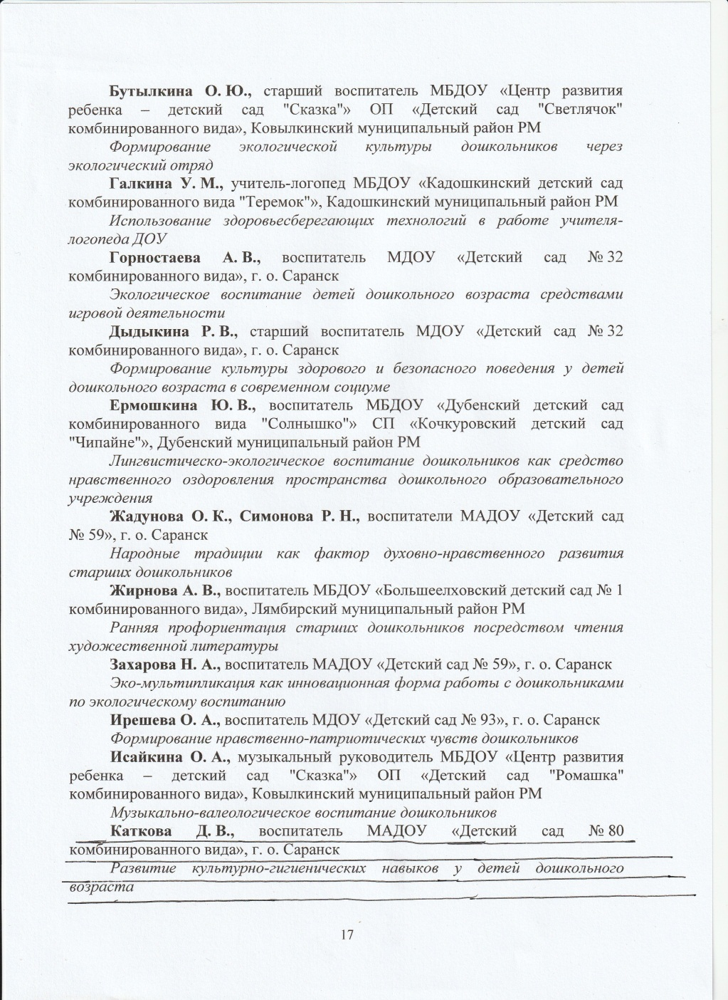 Бутылкина О. Ю., старший воспитатель МБДОУ «Центр развития
ребенка – детский сад "Сказка"» ОП «Детский сад "Светлячок"
комбинированного вида», Ковылкинский муниципальный район РМ
Формирование экологической культуры дошкольников через
экологический отряд
Галкина У. М., учитель-логопед МБДОУ «Кадошкинский детский сад
комбинированного вида "Теремок"», Кадошкинский муниципальный район РМ
Использование здоровьесберегающих технологий в работе учителя-
логопеда ДОУ
Горностаева А. В., воспитатель МДОУ «Детский сад № 32
комбинированного вида», г. о. Саранск
Экологическое воспитание детей дошкольного возраста средствами
игровой деятельности
Дыдыкина Р. В., старший воспитатель МДОУ «Детский сад № 32
комбинированного вида», г. о. Саранск
Формирование культуры здорового и безопасного поведения у детей
дошкольного возраста в современном социуме
Ермошкина Ю. В., воспитатель МБДОУ «Дубенский детский сад
комбинированного вида "Солнышко"» СП «Кочкуровский детский сад
"Чипайне"», Дубенский муниципальный район РМ
Лингвистическо-экологическое воспитание дошкольников как средство
нравственного оздоровления пространства дошкольного образовательного
учреждения
Жадунова О. К., Симонова Р. Н., воспитатели МАДОУ «Детский сад
№ 59», г. о. Саранск
Народные традиции как фактор духовно-нравственного развития
старших дошкольников
Жирнова А. В., воспитатель МБДОУ «Большеелховский детский сад № 1
комбинированного вида», Лямбирский муниципальный район РМ
Ранняя профориентация старших дошкольников посредством чтения
художественной литературы
Захарова Н. А., воспитатель МАДОУ «Детский сад № 59», г. о. Саранск
Эко-мультипликация как инновационная форма работы с дошкольниками
по экологическому воспитанию
Ирешева О. А., воспитатель МДОУ «Детский сад № 93», г. о. Саранск
Формирование нравственно-патриотических чувств дошкольников
Исайкина О. А., музыкальный руководитель МБДОУ «Центр развития
ребенка – детский сад "Сказка"» ОП «Детский сад "Ромашка"
комбинированного вида», Ковылкинский муниципальный район РМ
Музыкально-валеологическое воспитание дошкольников
Каткова Д. В., воспитатель МАДОУ «Детский сад № 80
комбинированного вида», г. о. Саранск
Развитие культурно-гигиенических навыков у детей дошкольного
возраста
17